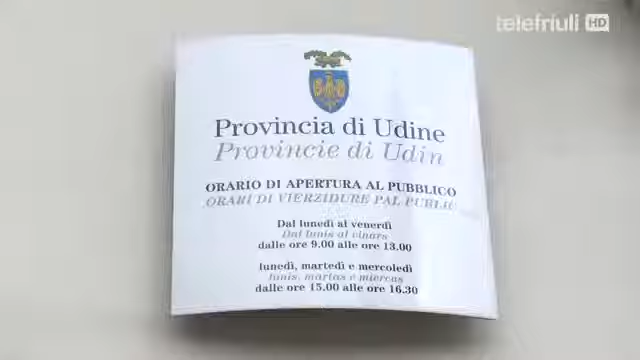 telefriuli HD
Provincia di Udine
Provincie di Udin
ORARIO DI APERTURA AL PUBBLICO
ORARI DI VIERZIDURE PAL PUBLIC
Dal lunedì al venerdì
Dal lunis al vinars
dalle ore 9.00 alle ore 13.00
lunedì, martedì e mercoledì
lunis, martas e miercus
dalle ore 15.00 alle ore 16.30